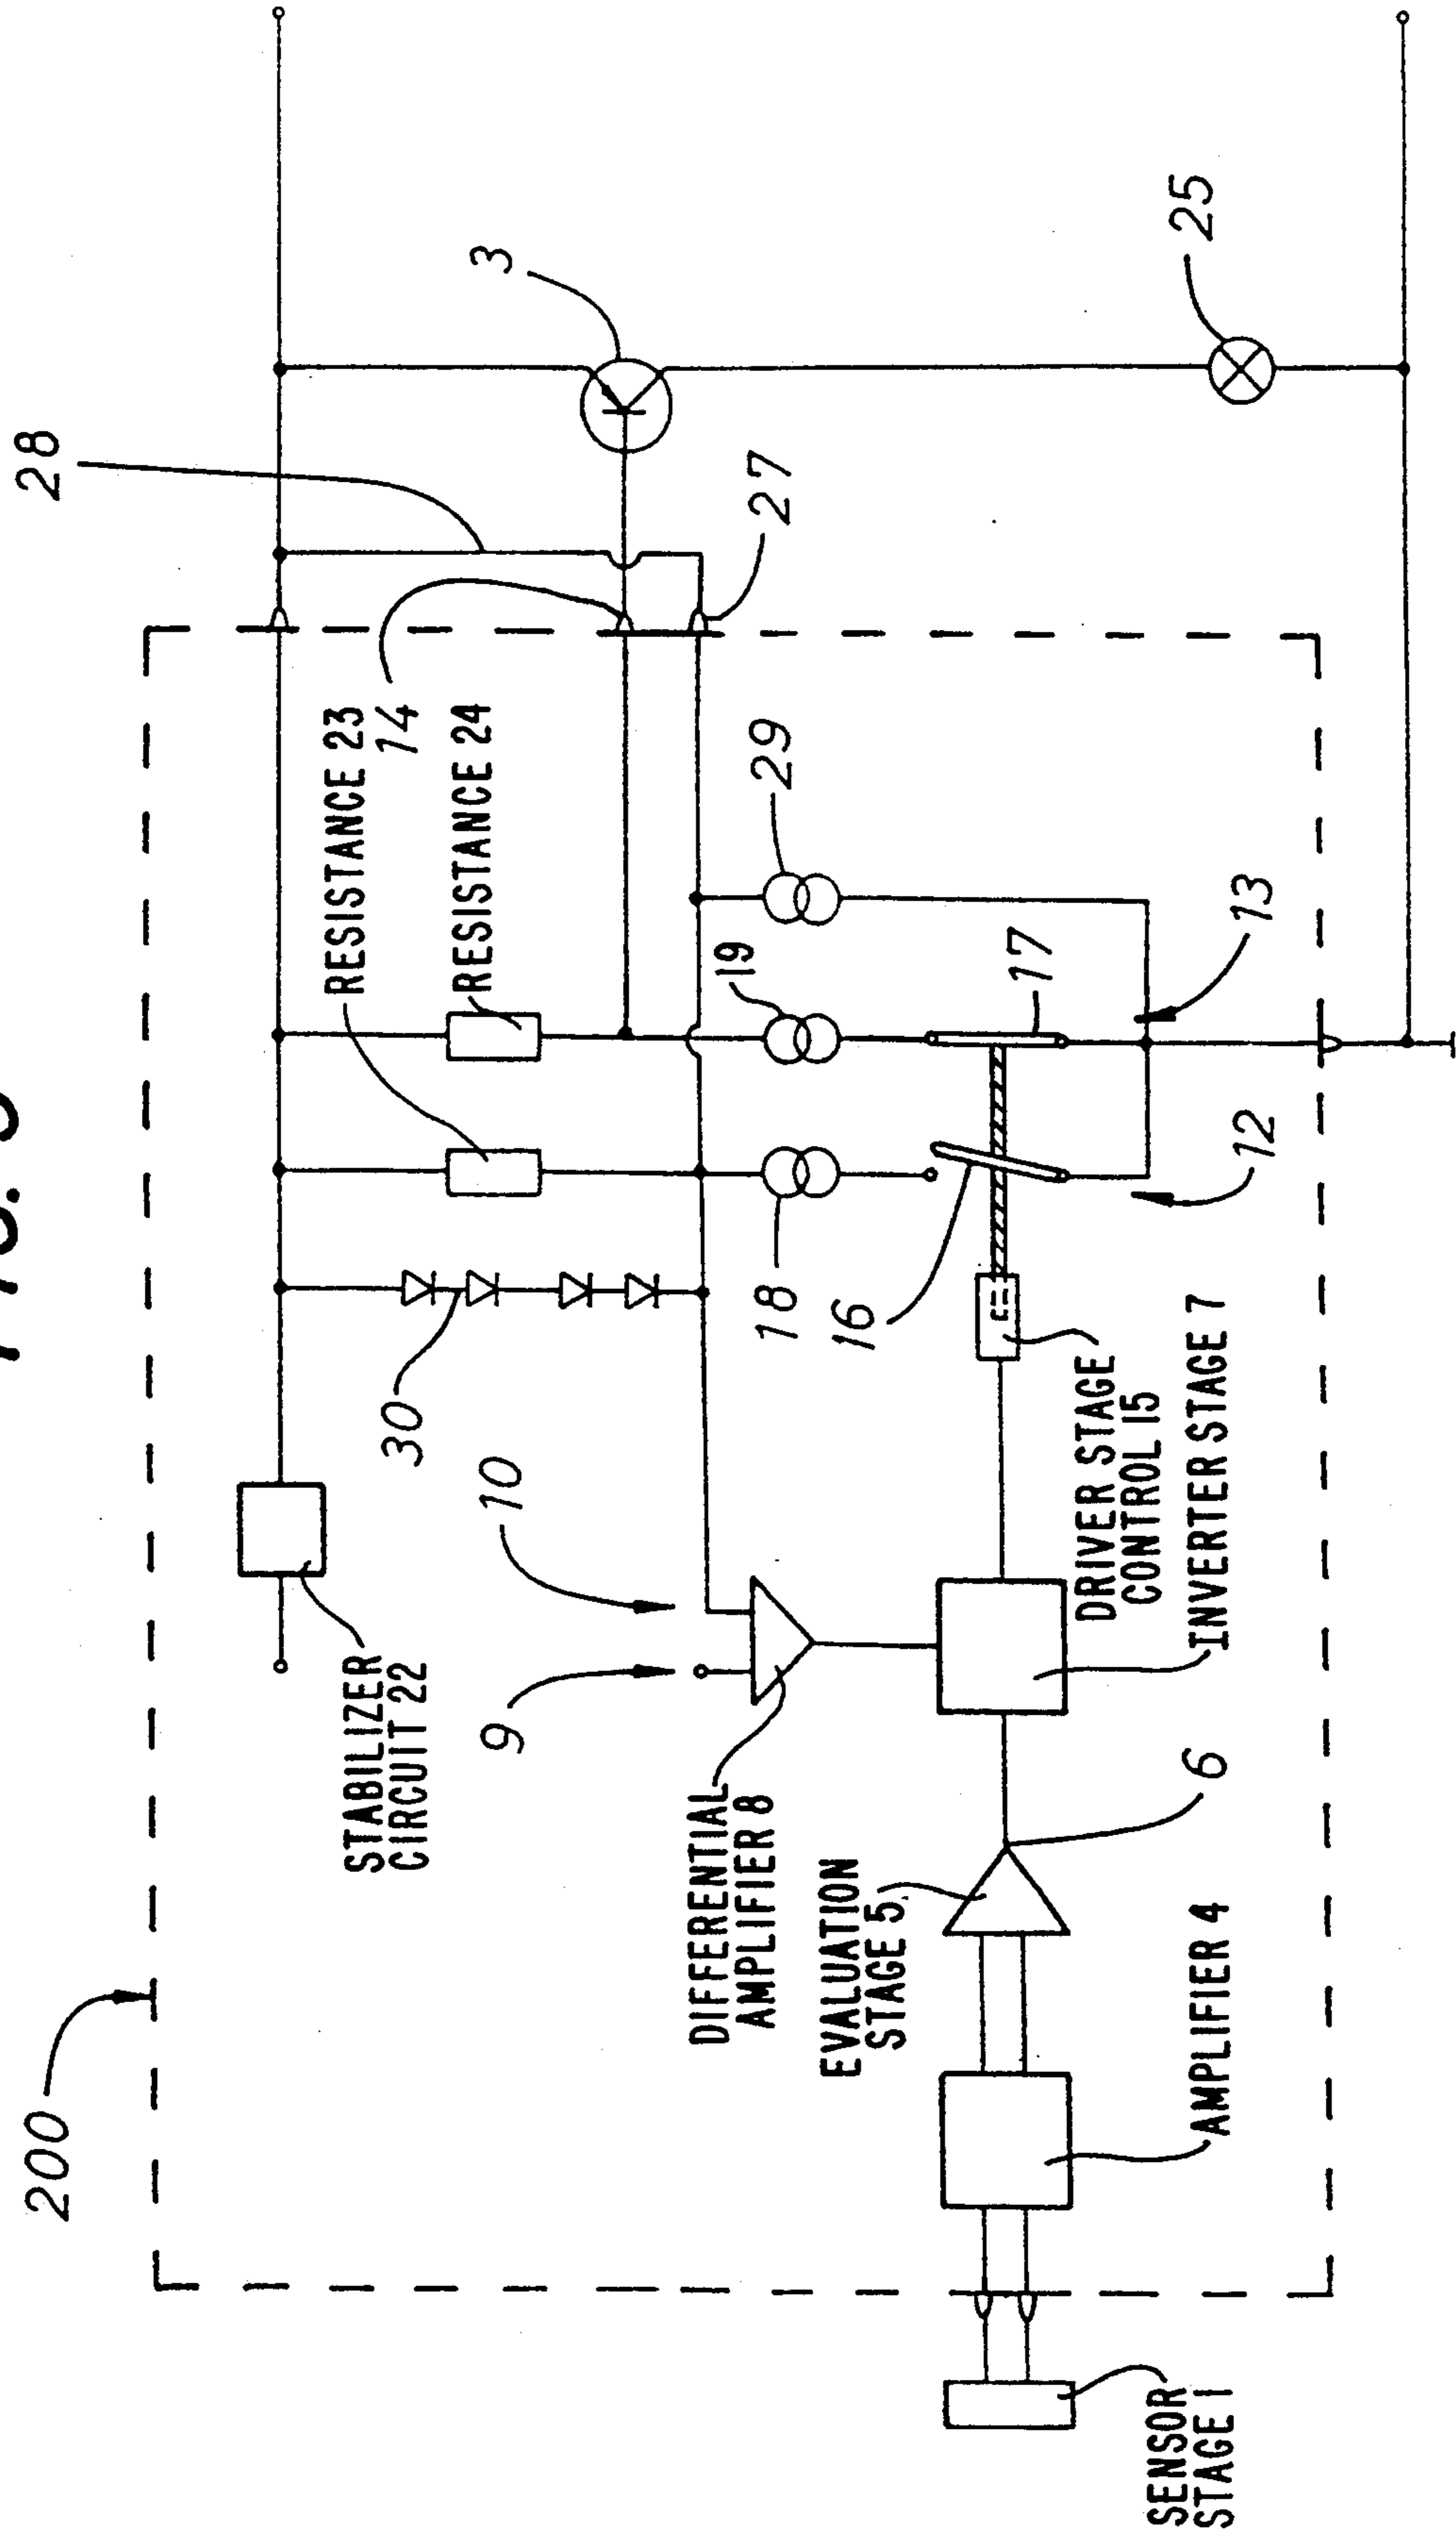 200
28
3
25
STABILIZER
CIRCUIT 22
RESISTANCE 23
14
RESISTANCE 24
27
30
10
9
19
29
DIFFERENTIAL
AMPLIFIER 8
18
16
17
13
12
EVALUATION
STAGE 5
6
DRIVER STAGE
CONTROL 15
INVERTER STAGE 7
AMPLIFIER 4
SENSOR
STAGE 1